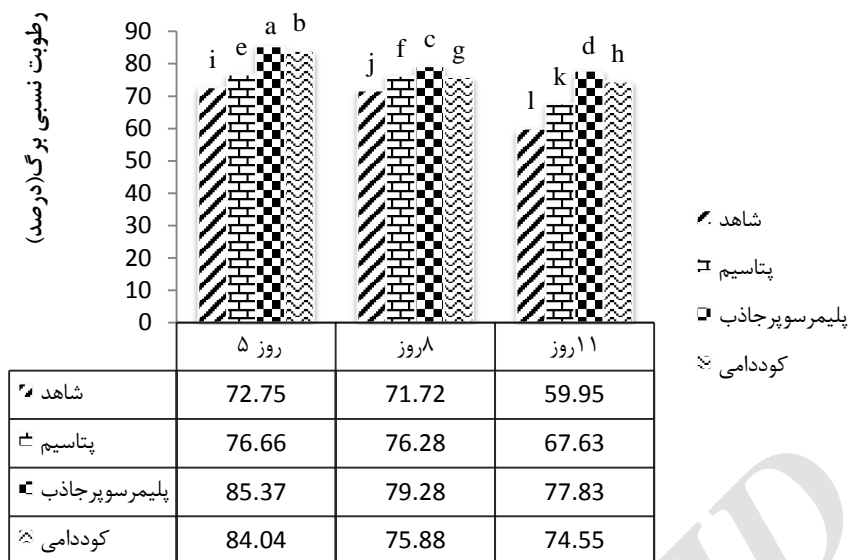 رطوبت نسبی برگ(درصد)
90
80
70
60
50
40
30
20
10
0
i e a b
j f c g
l k d h
شاهد
پتاسیم
پلیمرسوپرجاذب
کوددامی
روز ۵ ۸روز ۱۱روز
شاهد 72.75 71.72 59.95
پتاسیم 76.66 76.28 67.63
پلیمرسوپرجاذب 85.37 79.28 77.83
کوددامی 84.04 75.88 74.55